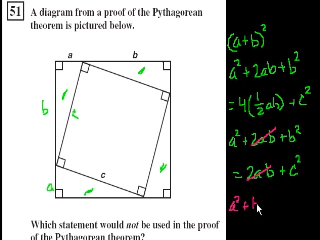 51 A diagram from a proof of the Pythagorean
theorem is pictured below.
a b
b
c
a
c
(a+b)²
a² + 2ab + b²
= 4(½ab) + c²
a² + 2ab + b²
= 2ab + c²
a² + b
Which statement would not be used in the proof
of the Pythagorean theorem?